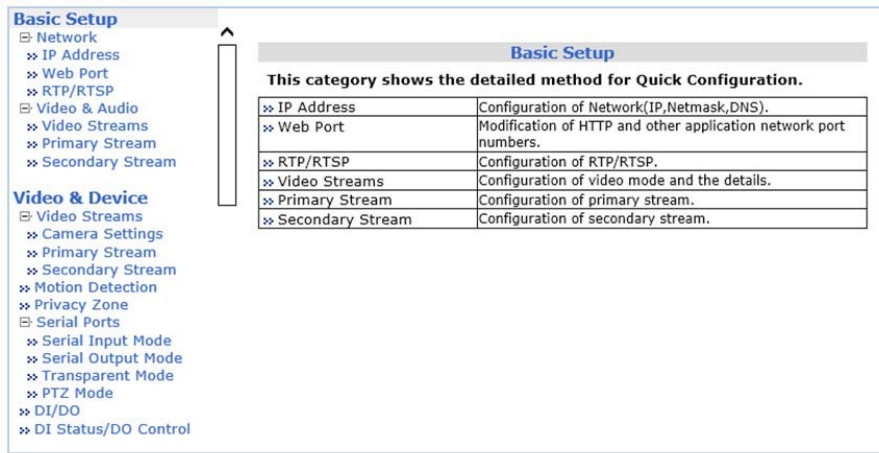 Basic Setup
Network
IP Address
Web Port
RTP/RTSP
Video & Audio
Video Streams
Primary Stream
Secondary Stream
Video & Device
Video Streams
Camera Settings
Primary Stream
Secondary Stream
Motion Detection
Privacy Zone
Serial Ports
Serial Input Mode
Serial Output Mode
Transparent Mode
PTZ Mode
DI/DO
DI Status/DO Control
Basic Setup
This category shows the detailed method for Quick Configuration.
IP Address Configuration of Network(IP,Netmask,DNS).
Web Port Modification of HTTP and other application network port
numbers.
RTP/RTSP Configuration of RTP/RTSP.
Video Streams Configuration of video mode and the details.
Primary Stream Configuration of primary stream.
Secondary Stream Configuration of secondary stream.